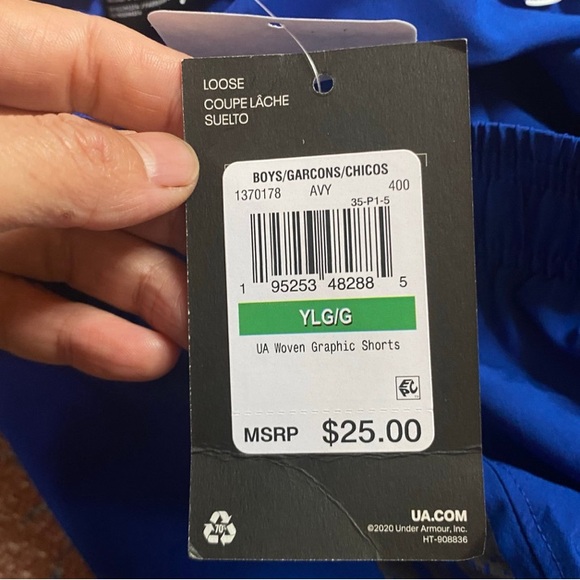 LOOSE
COUPE LÂCHE
SUELTO
BOYS/GARCONS/CHICOS
1370178 AVY 400
35-P1-5
1 95253 48288 5
YLG/G
UA Woven Graphic Shorts
MSRP $25.00
70%
UA.COM
©2020 Under Armour, Inc.
HT-908836